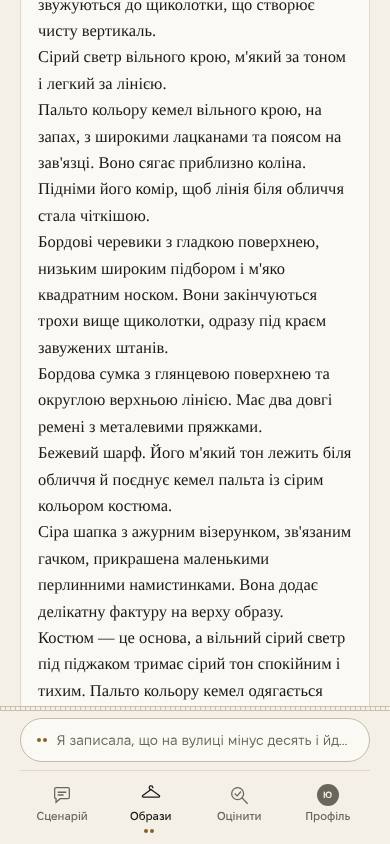 звужуються до щиколотки, що створює
чисту вертикаль.
Сірий светр вільного крою, м'який за тоном
і легкий за лінією.
Пальто кольору кемел вільного крою, на
запах, з широкими лацканами та поясом на
зав'язці. Воно сягає приблизно коліна.
Підніми його комір, щоб лінія біля обличчя
стала чіткішою.
Бордові черевики з гладкою поверхнею,
низьким широким підбором і м'яко
квадратним носком. Вони закінчуються
трохи вище щиколотки, одразу під краєм
завужених штанів.
Бордова сумка з глянцевою поверхнею та
округлою верхньою лінією. Має два довгі
ремені з металевими пряжками.
Бежевий шарф. Його м'який тон лежить біля
обличчя й поєднує кемел пальта із сірим
кольором костюма.
Сіра шапка з ажурним візерунком, зв'язаним
гачком, прикрашена маленькими
перлинними намистинками. Вона додає
делікатну фактуру на верху образу.
Костюм — це основа, а вільний сірий светр
під піджаком тримає сірий тон спокійним і
тихим. Пальто кольору кемел одягається
Я записала, що на вулиці мінус десять і йд...
Сценарій
Образи
Оцінити
Ю
Профіль